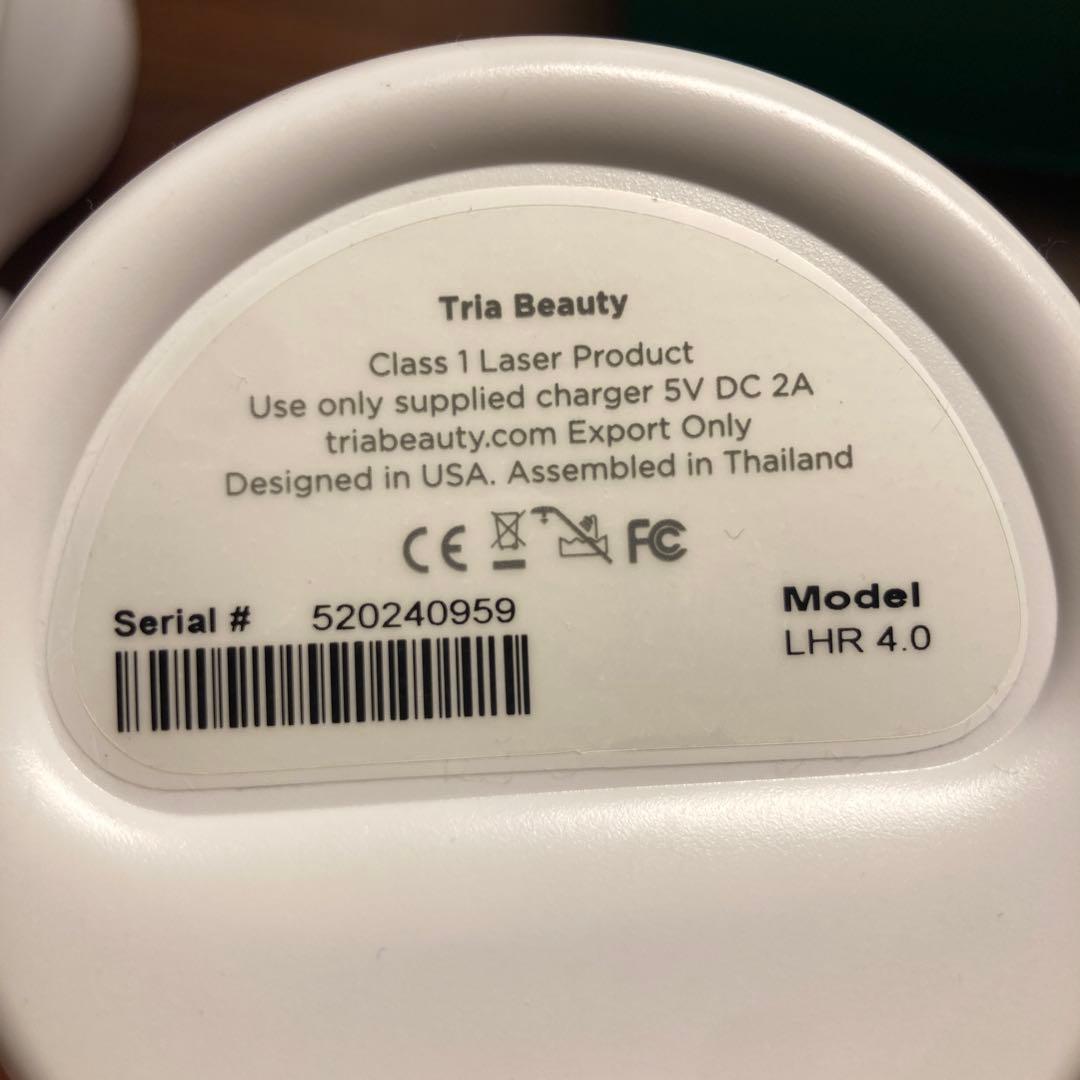 Tria Beauty
Class 1 Laser Product
Use only supplied charger 5V DC 2A
triabeauty.com Export Only
Designed in USA. Assembled in Thailand
CE FC
Serial # 520240959
Model
LHR 4.0